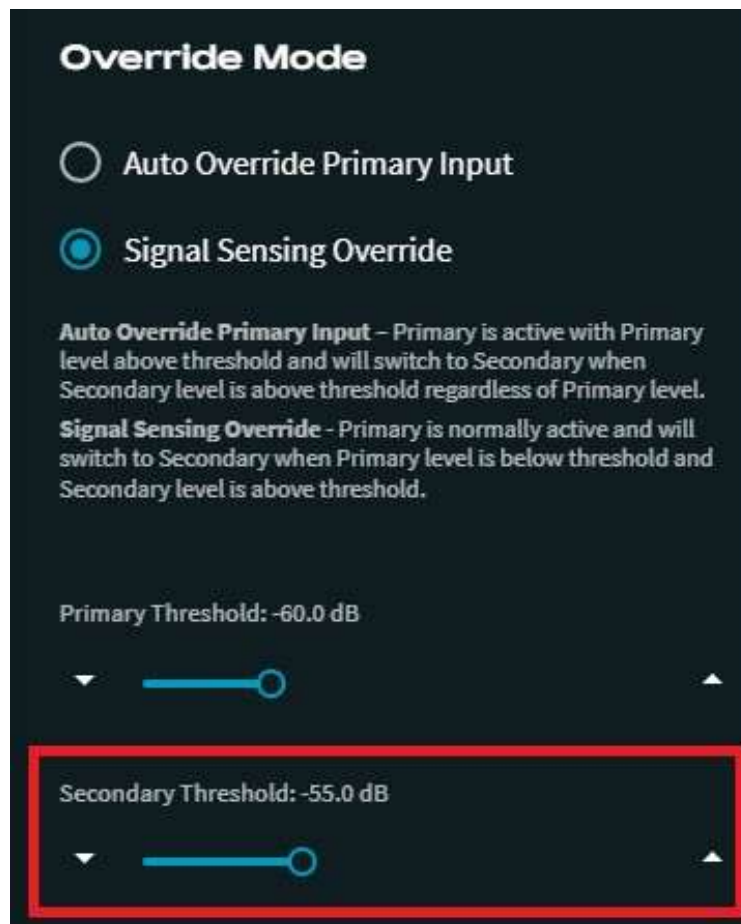 Override Mode
Auto Override Primary Input
Signal Sensing Override
Auto Override Primary Input – Primary is active with Primary
level above threshold and will switch to Secondary when
Secondary level is above threshold regardless of Primary level.
Signal Sensing Override - Primary is normally active and will
switch to Secondary when Primary level is below threshold and
Secondary level is above threshold.
Primary Threshold: -60.0 dB
Secondary Threshold: -55.0 dB